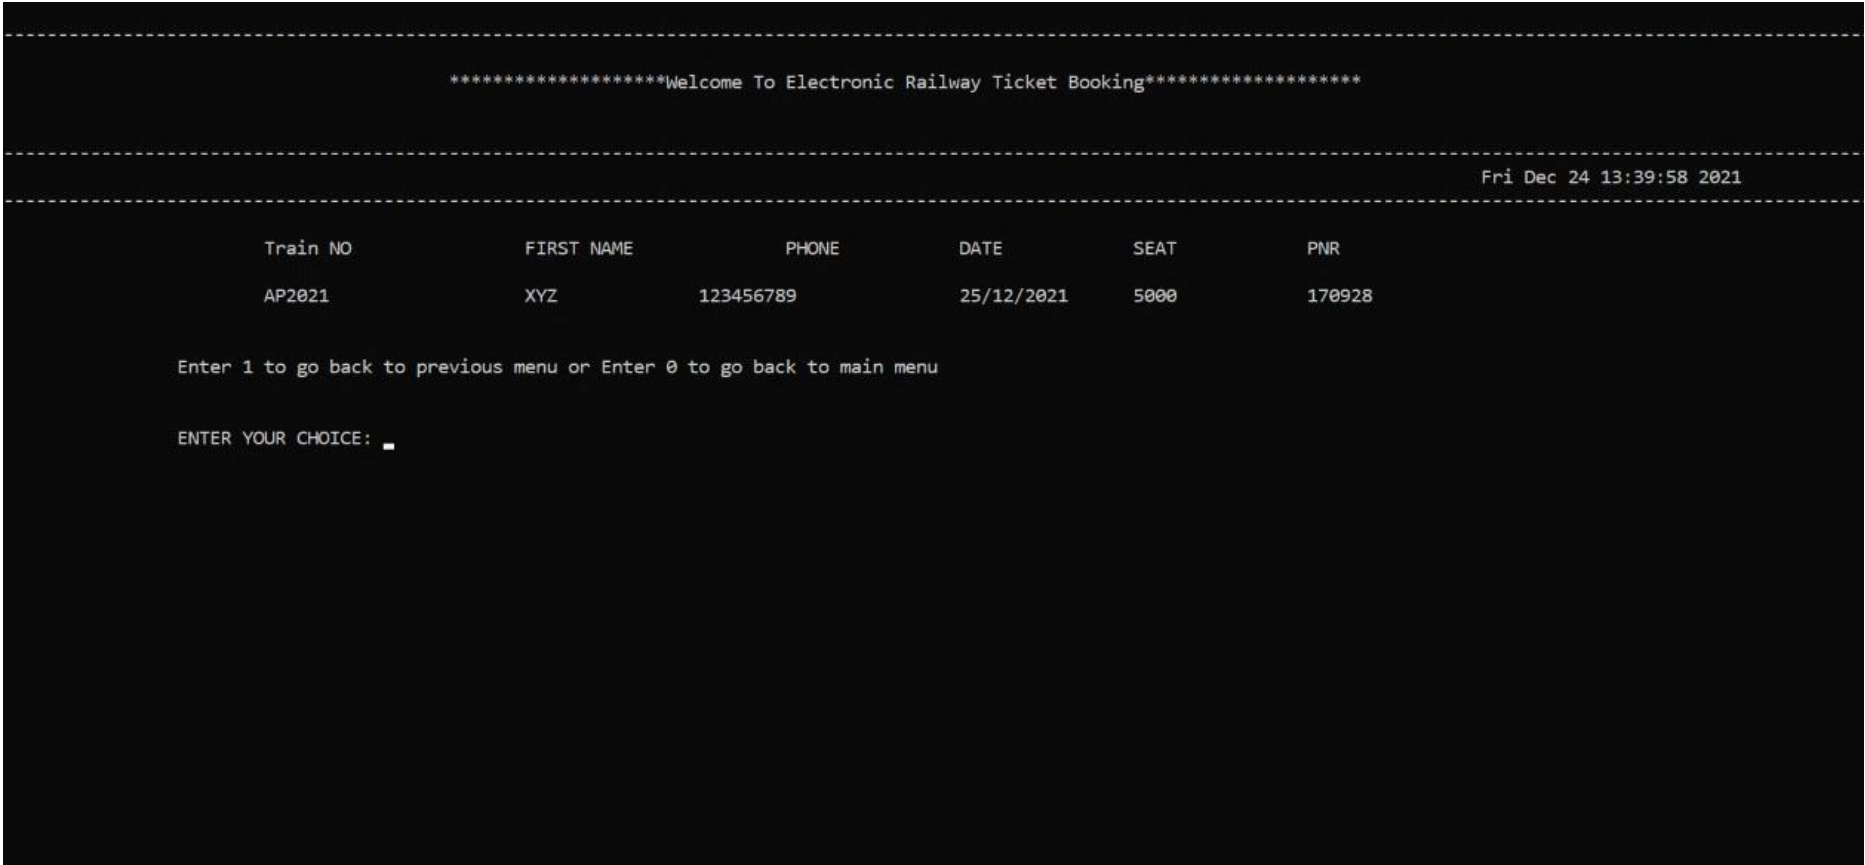 --------------------------------------------------------------------------------------------------------------------------------------------------------------------------
********************Welcome To Electronic Railway Ticket Booking********************
--------------------------------------------------------------------------------------------------------------------------------------------------------------------------
Fri Dec 24 13:39:58 2021
--------------------------------------------------------------------------------------------------------------------------------------------------------------------------
Train NO FIRST NAME PHONE DATE SEAT PNR
AP2021 XYZ 123456789 25/12/2021 5000 170928
Enter 1 to go back to previous menu or Enter 0 to go back to main menu
ENTER YOUR CHOICE: _